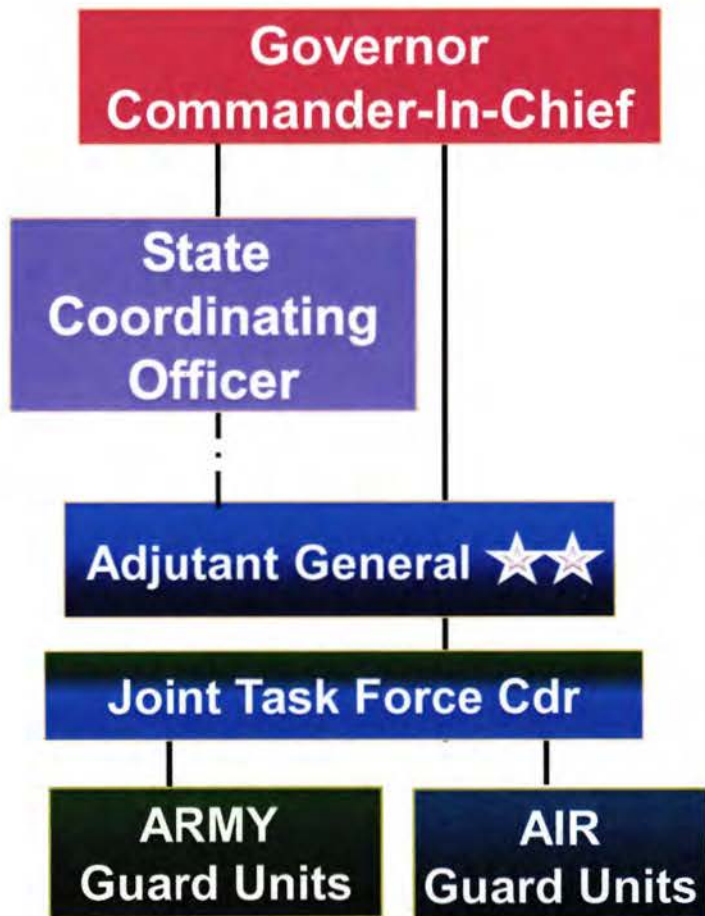 Governor
Commander-In-Chief
State
Coordinating
Officer
Adjutant General
Joint Task Force Cdr
ARMY
Guard Units
AIR
Guard Units